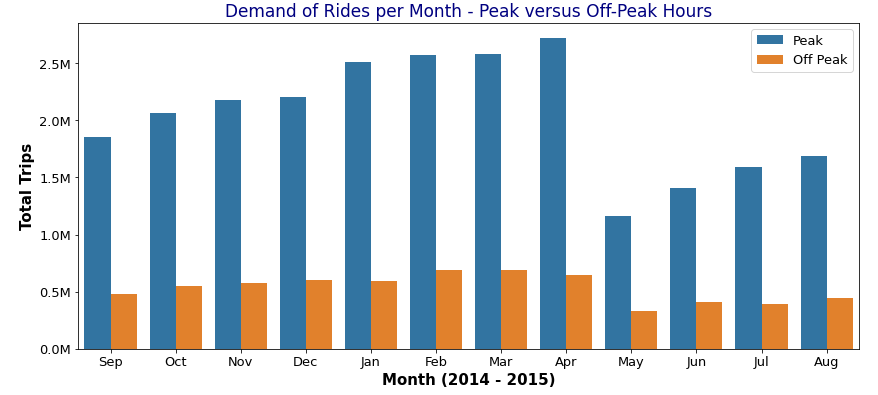 Demand of Rides per Month - Peak versus Off-Peak Hours
Peak
Off Peak
Total Trips
2.5M
2.0M
1.5M
1.0M
0.5M
0.0M
Sep Oct Nov Dec Jan Feb Mar Apr May Jun Jul Aug
Month (2014 - 2015)